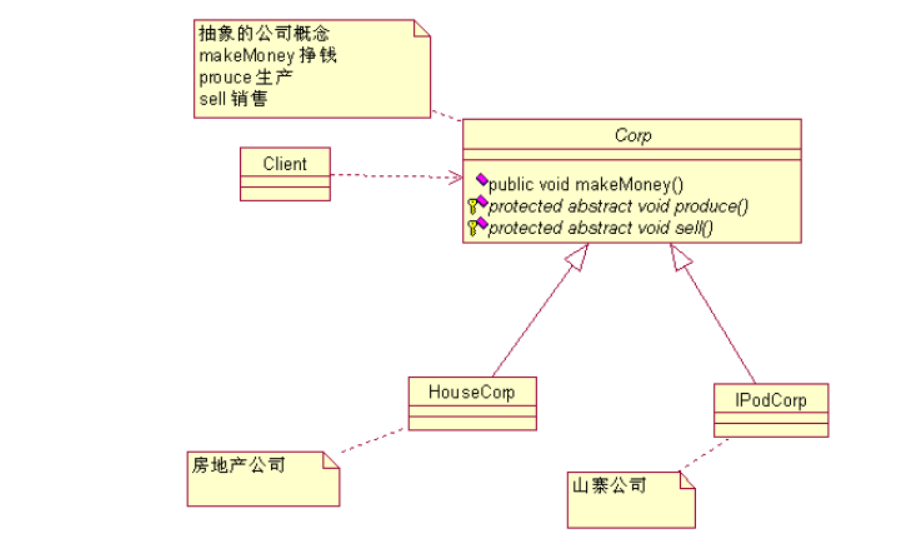 抽象的公司概念
makeMoney 挣钱
prouce 生产
sell 销售
Corp
Client
public void makeMoney()
protected abstract void produce()
protected abstract void sell()
HouseCorp
IPodCorp
房地产公司
山寨公司